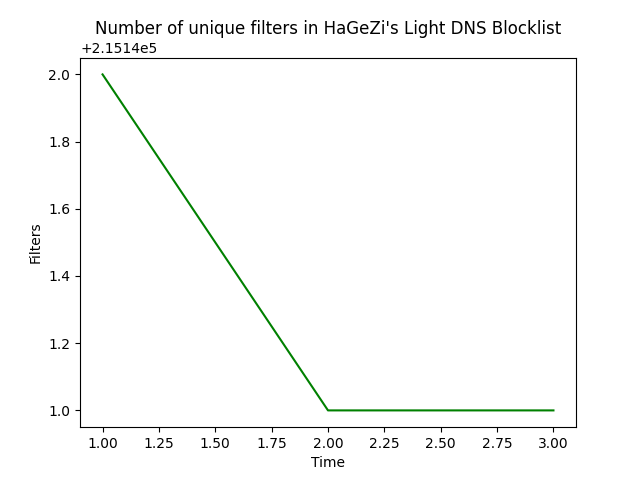 Number of unique filters in HaGeZi's Light DNS Blocklist
+2.1514e5
2.0
1.8
1.6
1.4
1.2
1.0
Filters
1.00 1.25 1.50 1.75 2.00 2.25 2.50 2.75 3.00
Time